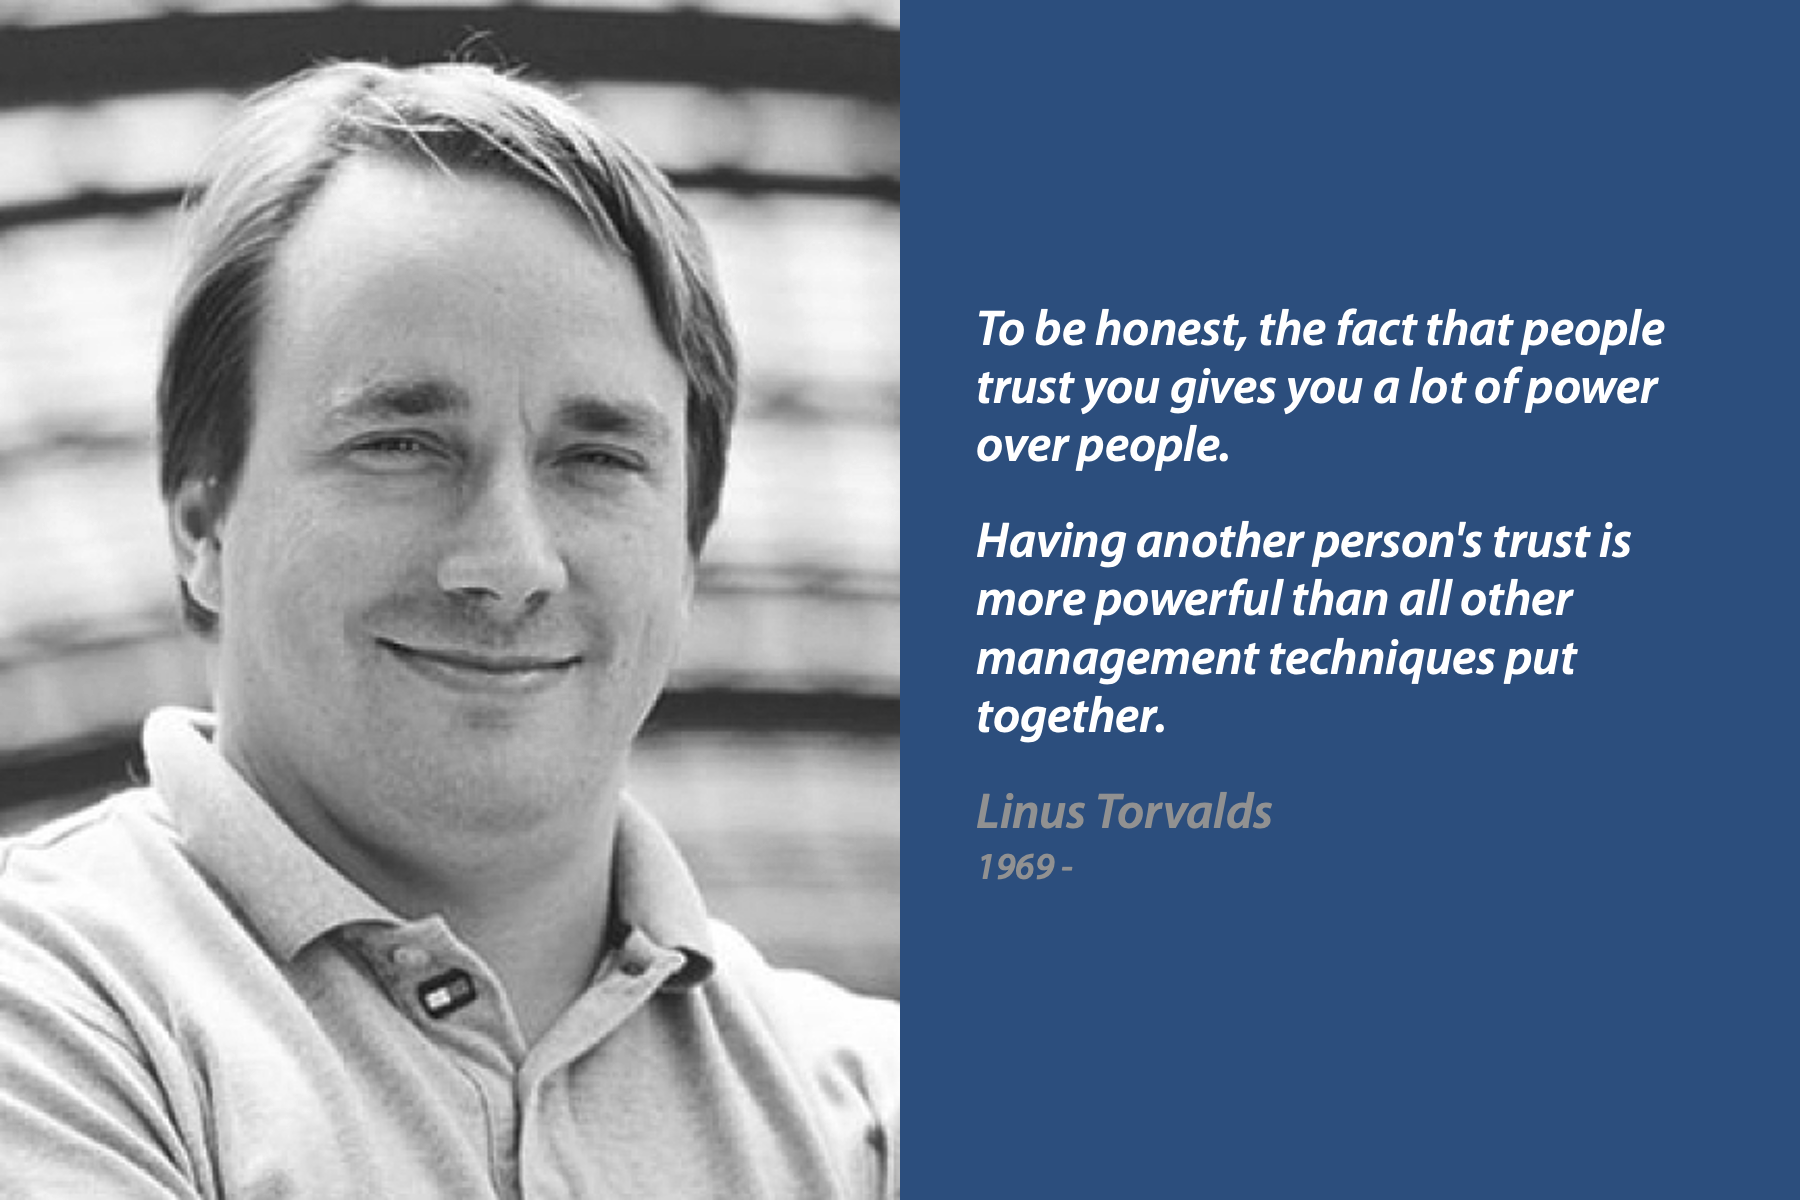 To be honest, the fact that people
trust you gives you a lot of power
over people.
Having another person's trust is
more powerful than all other
management techniques put
together.
Linus Torvalds
1969 -